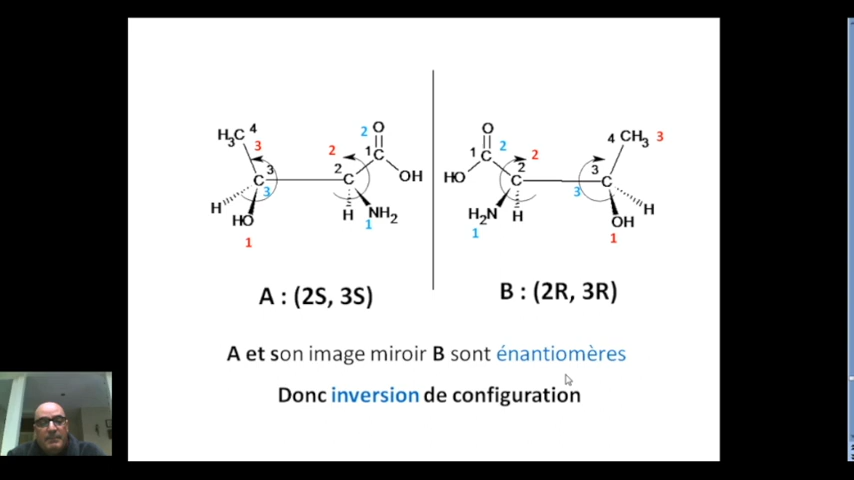 H₃C 4
3
3
C
3
H
HO
1
2
O
1 C
2
2
C
OH
H
NH₂
1
O
1 C
2
HO
2
2
C
H₂N
H
1
4 CH₃ 3
3
3
C
H
OH
1
A : (2S, 3S)
B : (2R, 3R)
A et son image miroir B sont énantiomères
Donc inversion de configuration